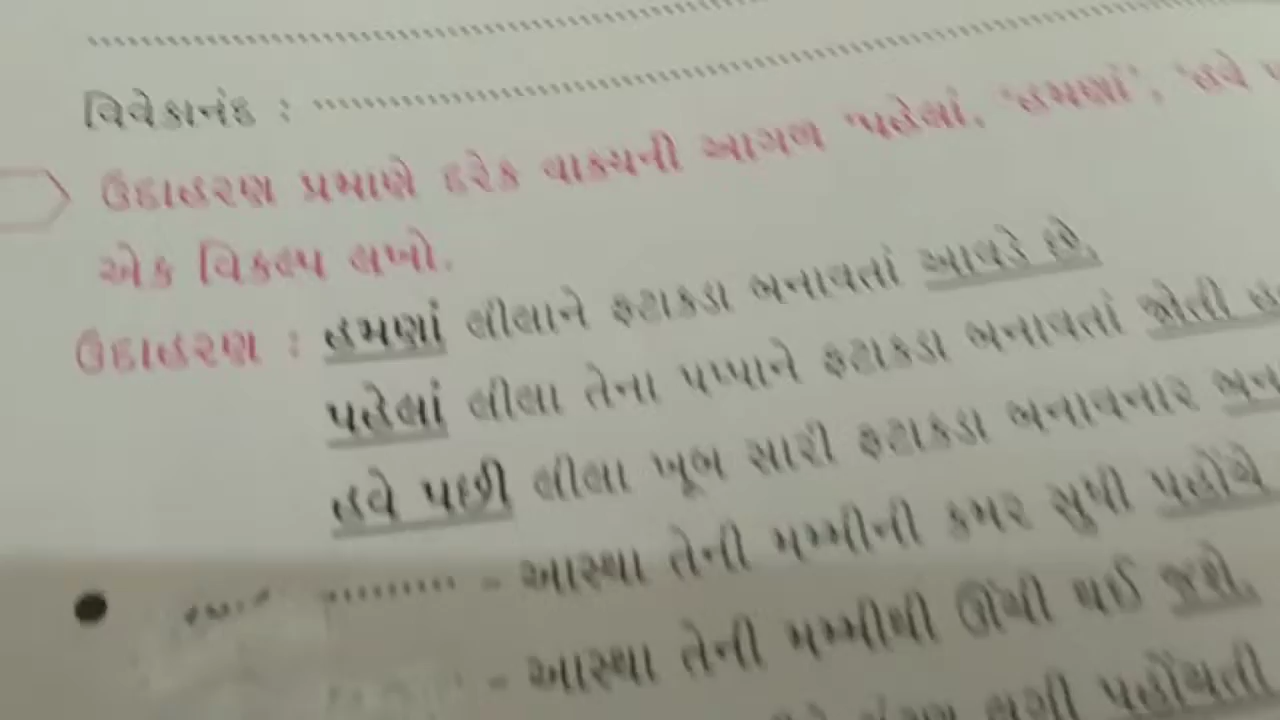 વિવેકાનંદ :
ઉદાહરણ પ્રમાણે દરેક વાક્યની આગળ 'પહેલાં, 'હમણાં', 'હવે
એક વિકલ્પ લખો.
ઉદાહરણ : હમણાં લીલાને ફટાકડા બનાવતાં આવડે છે.
પહેલાં લીલા તેના પપ્પાને ફટાકડા બનાવતાં જોતી
હવે પછી લીલા ખૂબ સારી ફટાકડા બનાવનાર
- આસ્થા તેની મમ્મીની કમર સુધી પહોંચે
- આસ્થા તેની મમ્મીથી ઊંચી થઈ જશે.
પહોંચતી